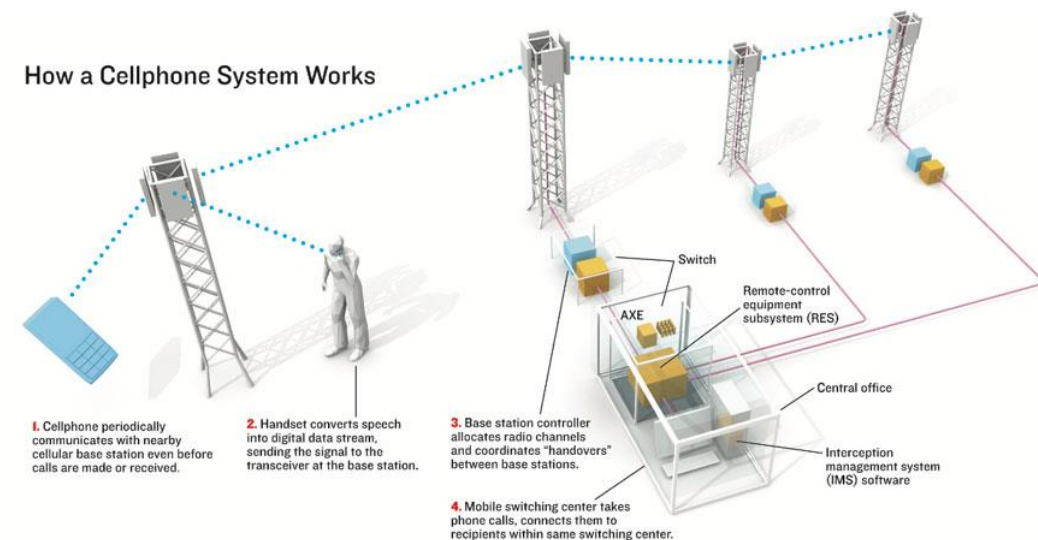 How a Cellphone System Works
1. Cellphone periodically
communicates with nearby
cellular base station even before
calls are made or received.
2. Handset converts speech
into digital data stream,
sending the signal to the
transceiver at the base station.
3. Base station controller
allocates radio channels
and coordinates “handovers”
between base stations.
4. Mobile switching center takes
phone calls, connects them to
recipients within same switching center.
Switch
AXE
Remote-control
equipment
subsystem (RES)
Central office
Interception
management system
(IMS) software